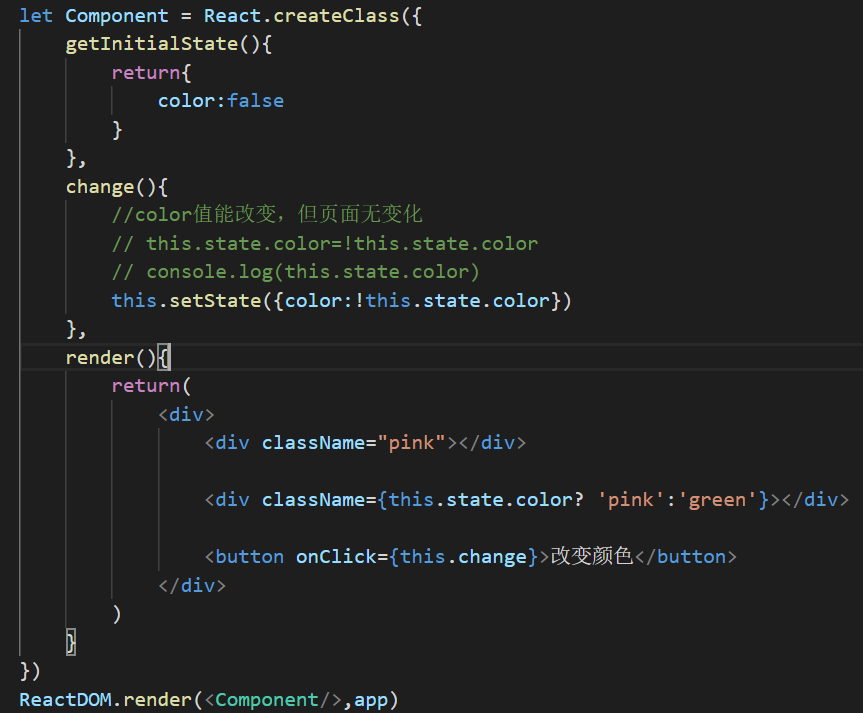 let Component = React.createClass({
    getInitialState(){
        return{
            color:false
        }
    },
    change(){
        //color值能改变，但页面无变化
        // this.state.color=!this.state.color
        // console.log(this.state.color)
        this.setState({color:!this.state.color})
    },
    render(){
        return(
            <div>
                <div className="pink"></div>
                <div className={this.state.color? 'pink':'green'}></div>
                <button onClick={this.change}>改变颜色</button>
            </div>
        )
    }
})
ReactDOM.render(<Component/>,app)